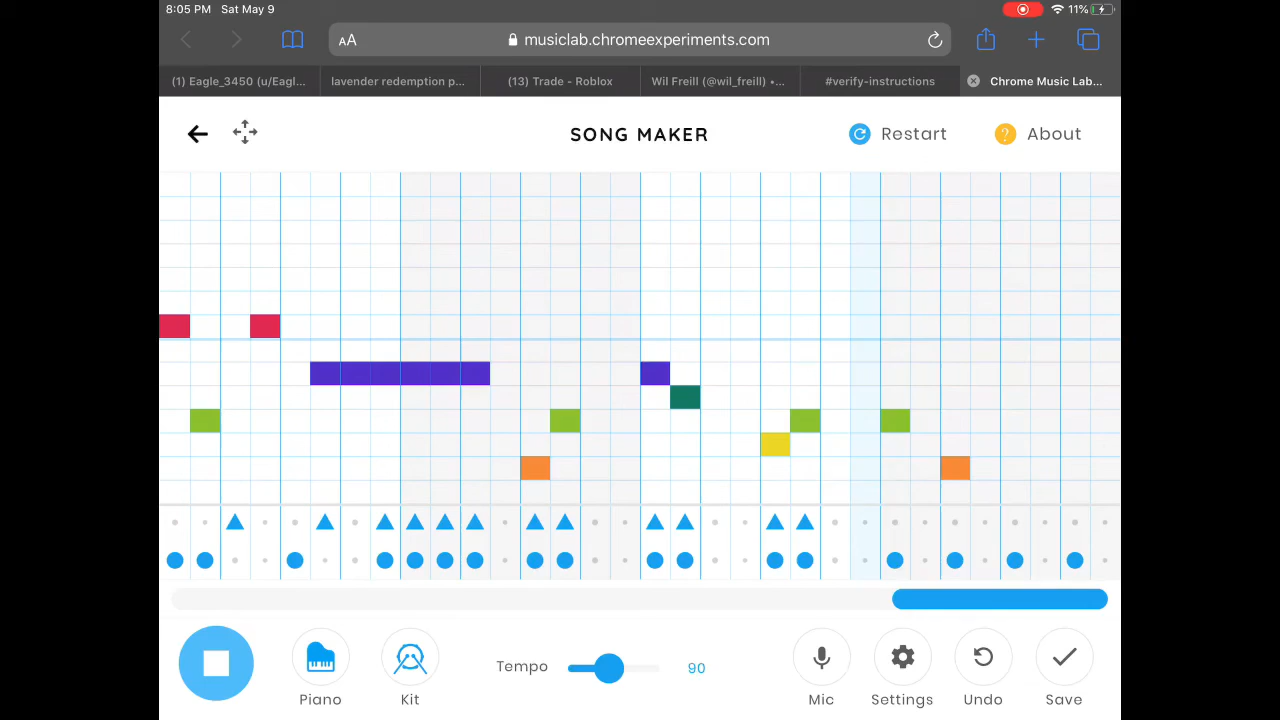 8:05 PM Sat May 9 11%
AA musiclab.chromeexperiments.com
(1) Eagle_3450 (u/Eagl... lavender redemption p... (13) Trade - Roblox Wil Freill (@wil_freill) •... #verify-instructions Chrome Music Lab...
SONG MAKER Restart ? About
Tempo 90
Piano Kit Mic Settings Undo Save